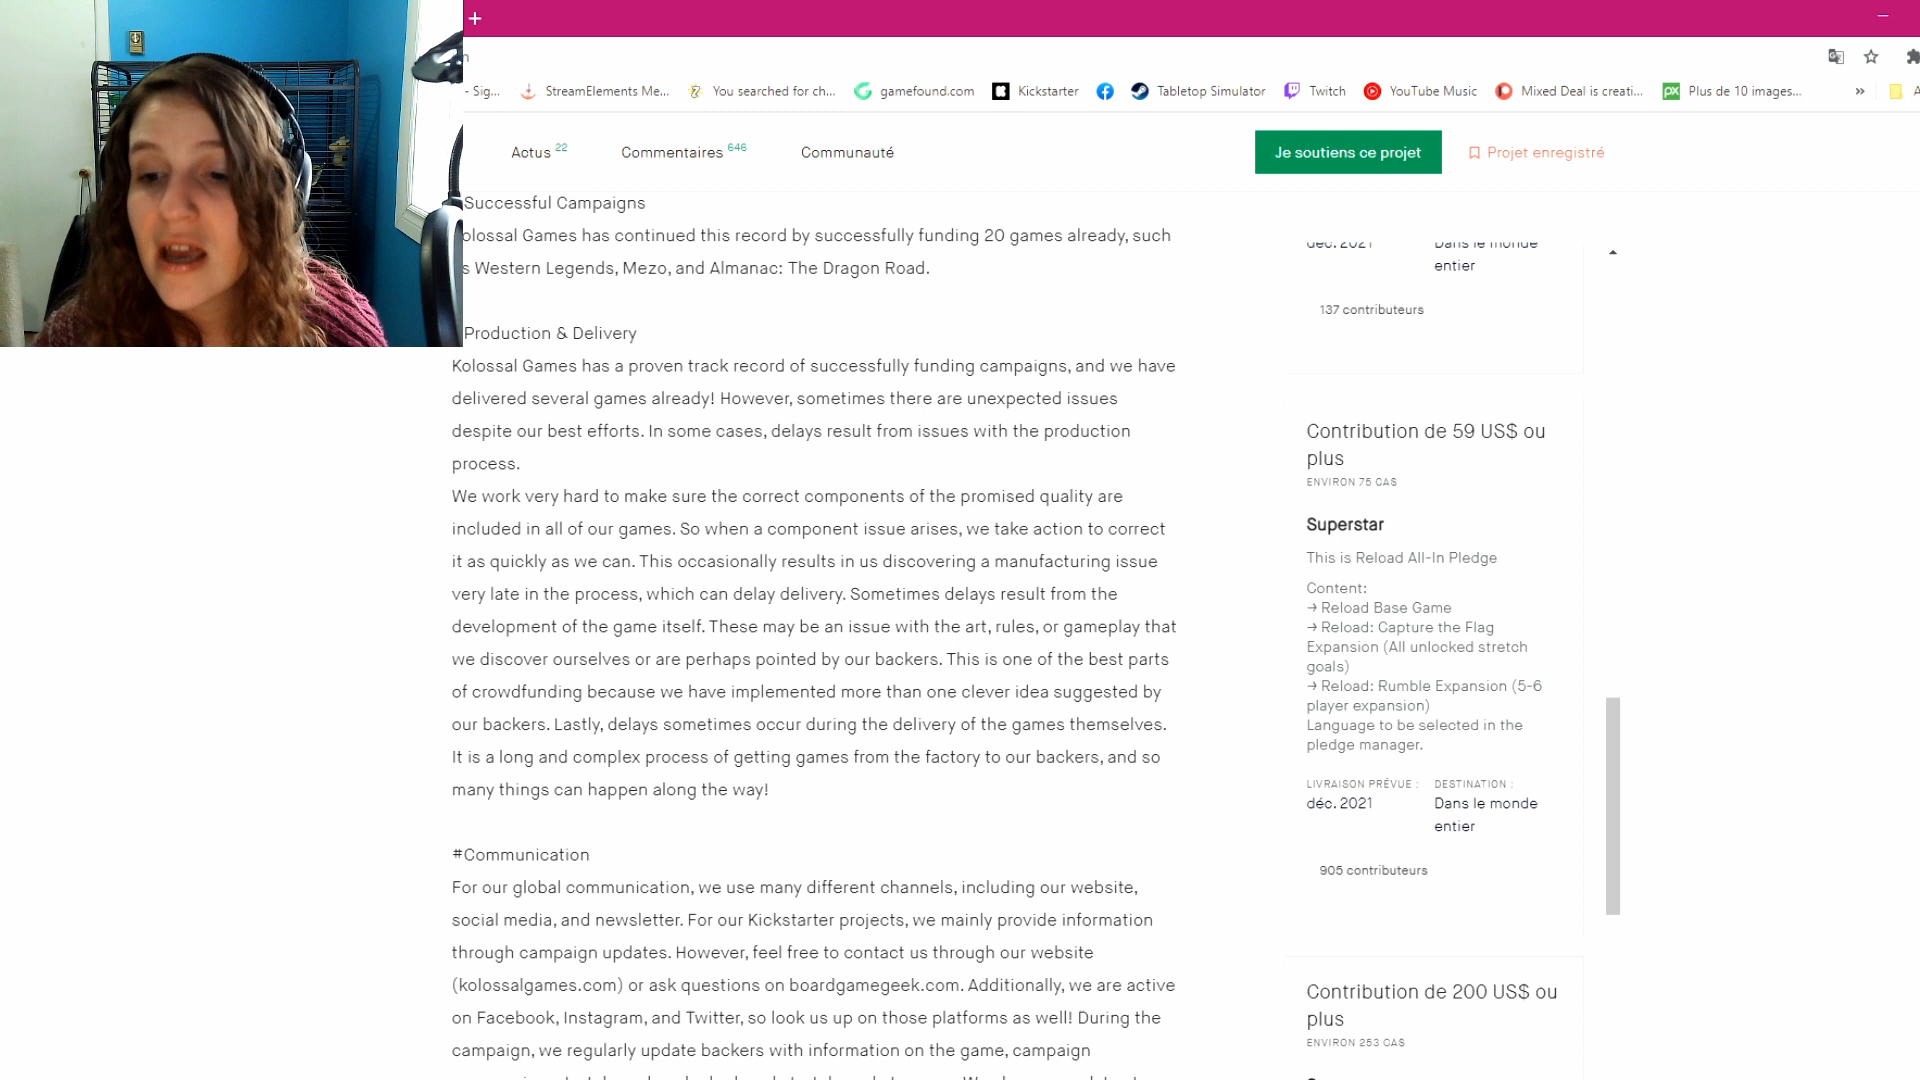 - Sig...
StreamElements Me...
You searched for ch...
gamefound.com
Kickstarter
Tabletop Simulator
Twitch
YouTube Music
Mixed Deal is creati...
Plus de 10 images...
»
Actus 22
Commentaires 646
Communauté
Je soutiens ce projet
Projet enregistré
Successful Campaigns
olossal Games has continued this record by successfully funding 20 games already, such
s Western Legends, Mezo, and Almanac: The Dragon Road.
Production & Delivery
Kolossal Games has a proven track record of successfully funding campaigns, and we have
delivered several games already! However, sometimes there are unexpected issues
despite our best efforts. In some cases, delays result from issues with the production
process.
We work very hard to make sure the correct components of the promised quality are
included in all of our games. So when a component issue arises, we take action to correct
it as quickly as we can. This occasionally results in us discovering a manufacturing issue
very late in the process, which can delay delivery. Sometimes delays result from the
development of the game itself. These may be an issue with the art, rules, or gameplay that
we discover ourselves or are perhaps pointed by our backers. This is one of the best parts
of crowdfunding because we have implemented more than one clever idea suggested by
our backers. Lastly, delays sometimes occur during the delivery of the games themselves.
It is a long and complex process of getting games from the factory to our backers, and so
many things can happen along the way!
#Communication
For our global communication, we use many different channels, including our website,
social media, and newsletter. For our Kickstarter projects, we mainly provide information
through campaign updates. However, feel free to contact us through our website
(kolossalgames.com) or ask questions on boardgamegeek.com. Additionally, we are active
on Facebook, Instagram, and Twitter, so look us up on those platforms as well! During the
campaign, we regularly update backers with information on the game, campaign
déc. 2021
Dans le monde
entier
137 contributeurs
Contribution de 59 US$ ou
plus
ENVIRON 75 CA$
Superstar
This is Reload All-In Pledge
Content:
→ Reload Base Game
→ Reload: Capture the Flag
Expansion (All unlocked stretch
goals)
→ Reload: Rumble Expansion (5-6
player expansion)
Language to be selected in the
pledge manager.
LIVRAISON PRÉVUE :
déc. 2021
DESTINATION :
Dans le monde
entier
905 contributeurs
Contribution de 200 US$ ou
plus
ENVIRON 253 CA$